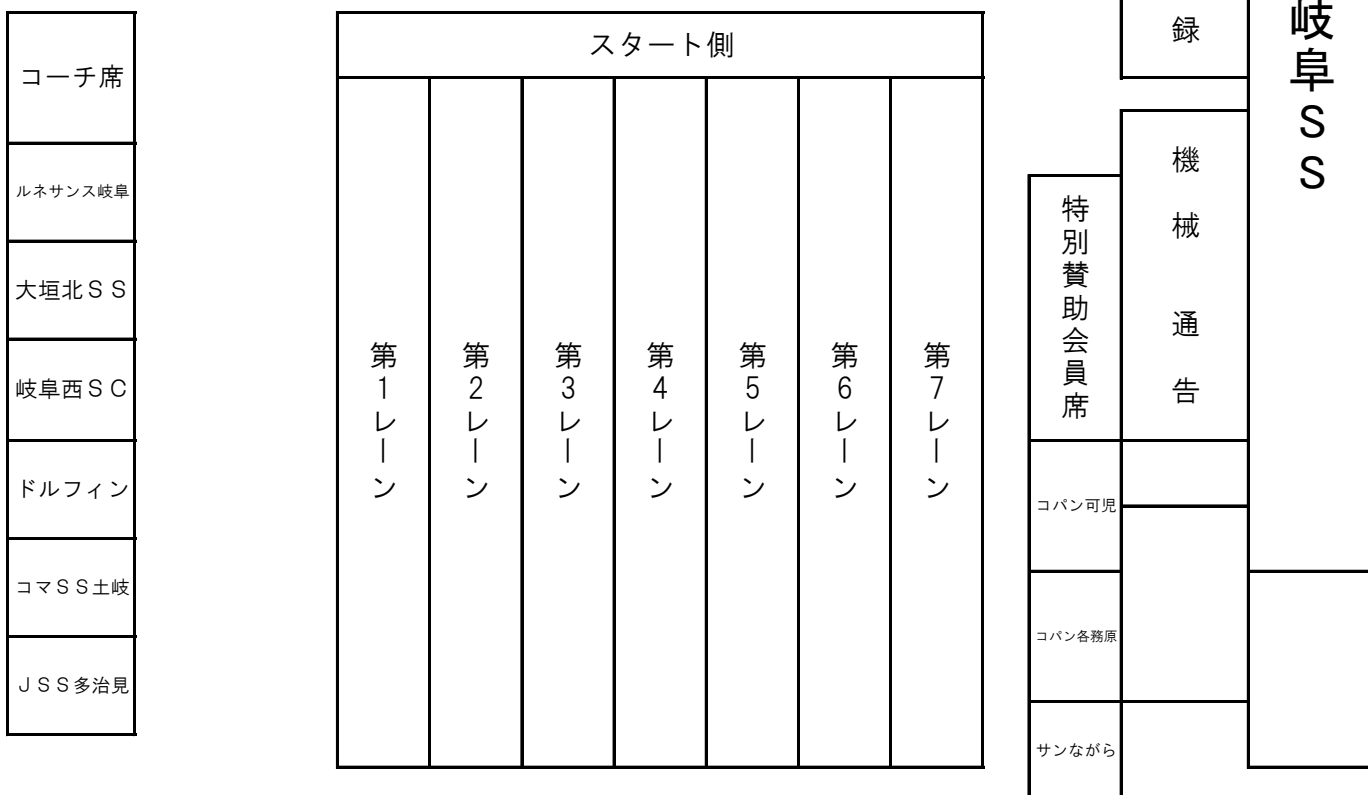 コーチ席
ルネサンス岐阜
大垣北ＳＳ
岐阜西ＳＣ
ドルフィン
コマＳＳ土岐
ＪＳＳ多治見
スタート側
第1レーン
第2レーン
第3レーン
第4レーン
第5レーン
第6レーン
第7レーン
特別賛助会員席
コパン可児
コパン各務原
サンながら
録
機械　通告
岐阜ＳＳ